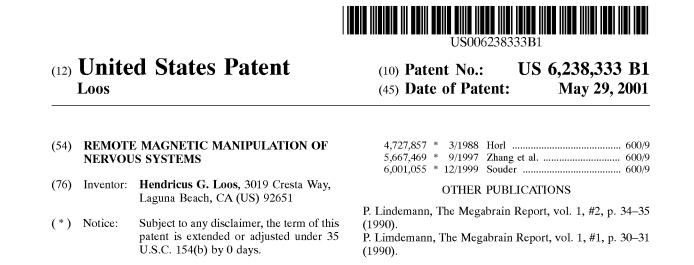 US006238333B1
(12) United States Patent
Loos
(10) Patent No.: US 6,238,333 B1
(45) Date of Patent: May 29, 2001
(54) REMOTE MAGNETIC MANIPULATION OF
NERVOUS SYSTEMS
(76) Inventor: Hendricus G. Loos, 3019 Cresta Way,
Laguna Beach, CA (US) 92651
( * ) Notice: Subject to any disclaimer, the term of this
patent is extended or adjusted under 35
U.S.C. 154(b) by 0 days.
4,727,857 * 3/1988 Horl ........................................ 600/9
5,667,469 * 9/1997 Zhang et al. ............................ 600/9
6,001,055 * 12/1999 Souder .................................... 600/9
OTHER PUBLICATIONS
P. Lindemann, The Megabrain Report, vol. 1, #2, p. 34–35
(1990).
P. Lindemann, The Megabrain Report, vol. 1, #1, p. 30–31
(1990).